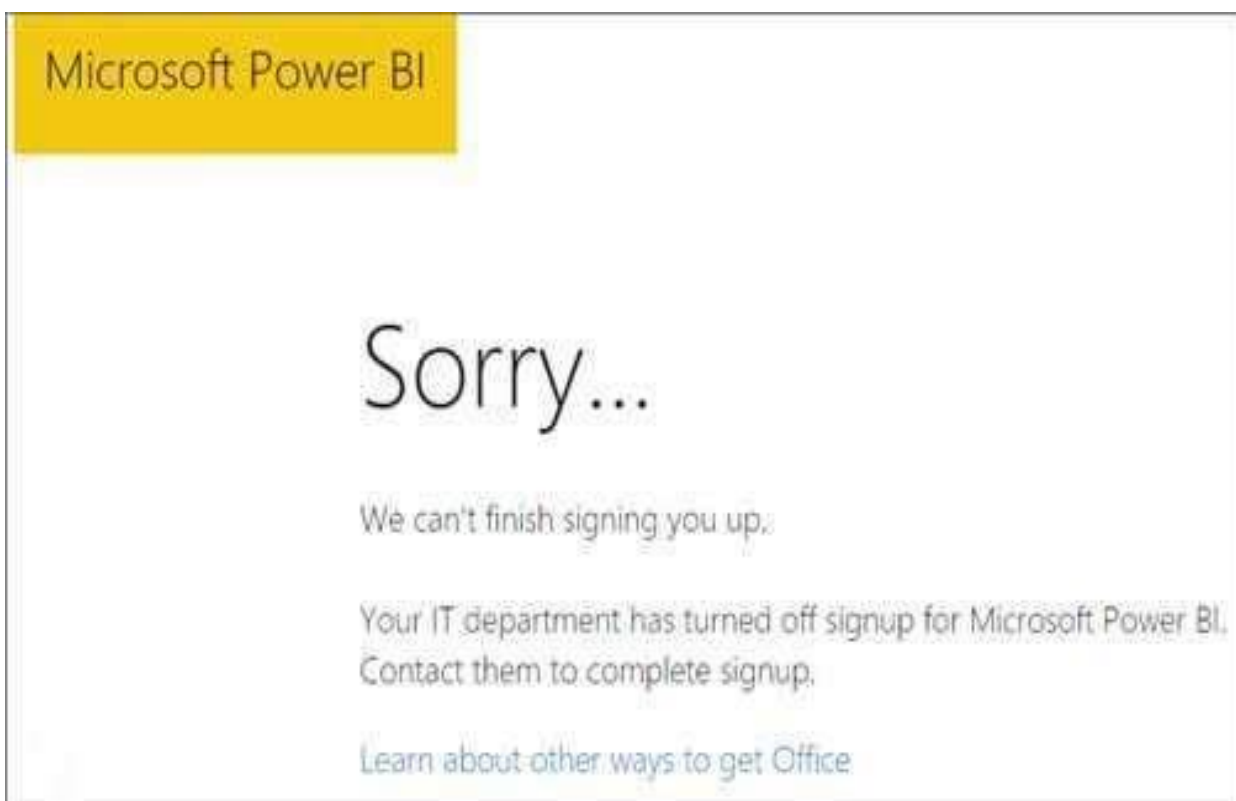 Microsoft Power BI
Sorry...
We can't finish signing you up.
Your IT department has turned off signup for Microsoft Power BI.
Contact them to complete signup.
Learn about other ways to get Office